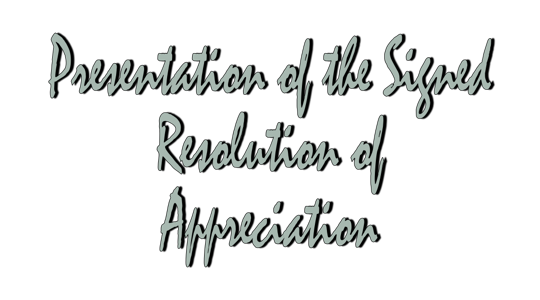 Presentation of the Signed
Resolution of
Appreciation